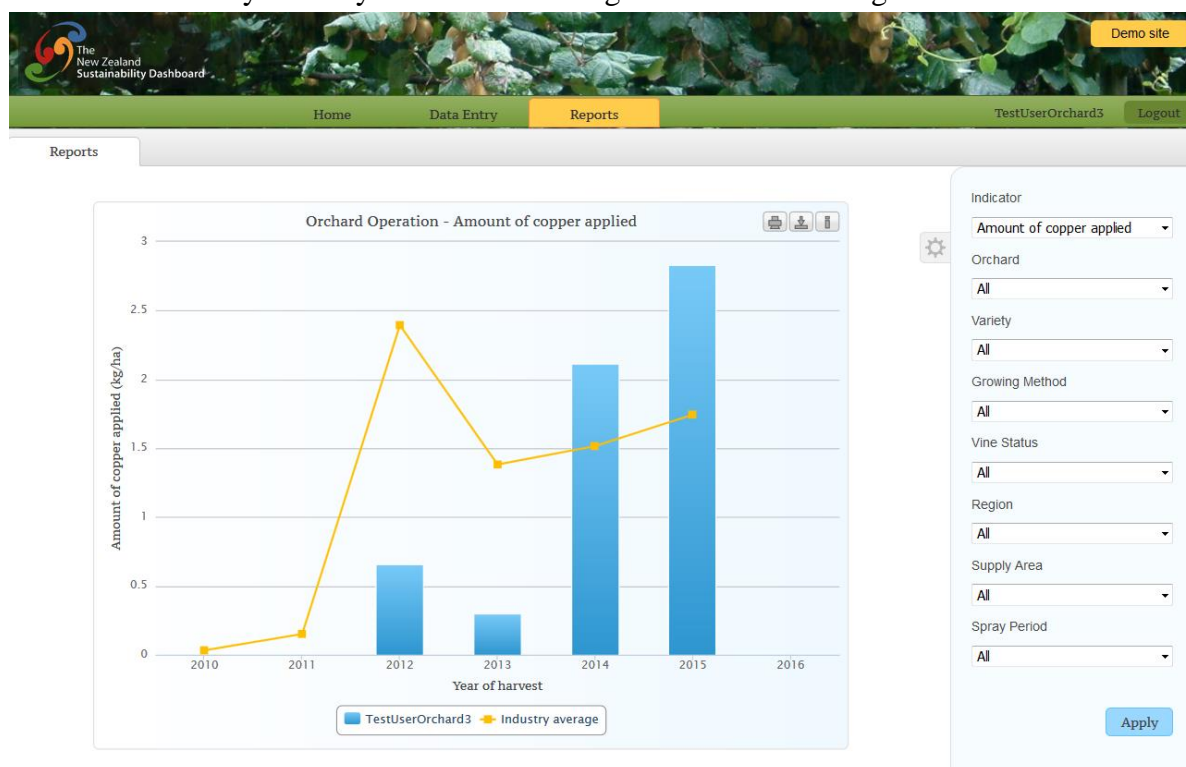 The
New Zealand
Sustainability Dashboard
Demo site
Home Data Entry Reports TestUserOrchard3 Logout
Reports
Orchard Operation - Amount of copper applied
Amount of copper applied (kg/ha)
3
2.5
2
1.5
1
0.5
0
2010 2011 2012 2013 2014 2015 2016
Year of harvest
TestUserOrchard3 Industry average
Indicator
Amount of copper applied
Orchard
All
Variety
All
Growing Method
All
Vine Status
All
Region
All
Supply Area
All
Spray Period
All
Apply